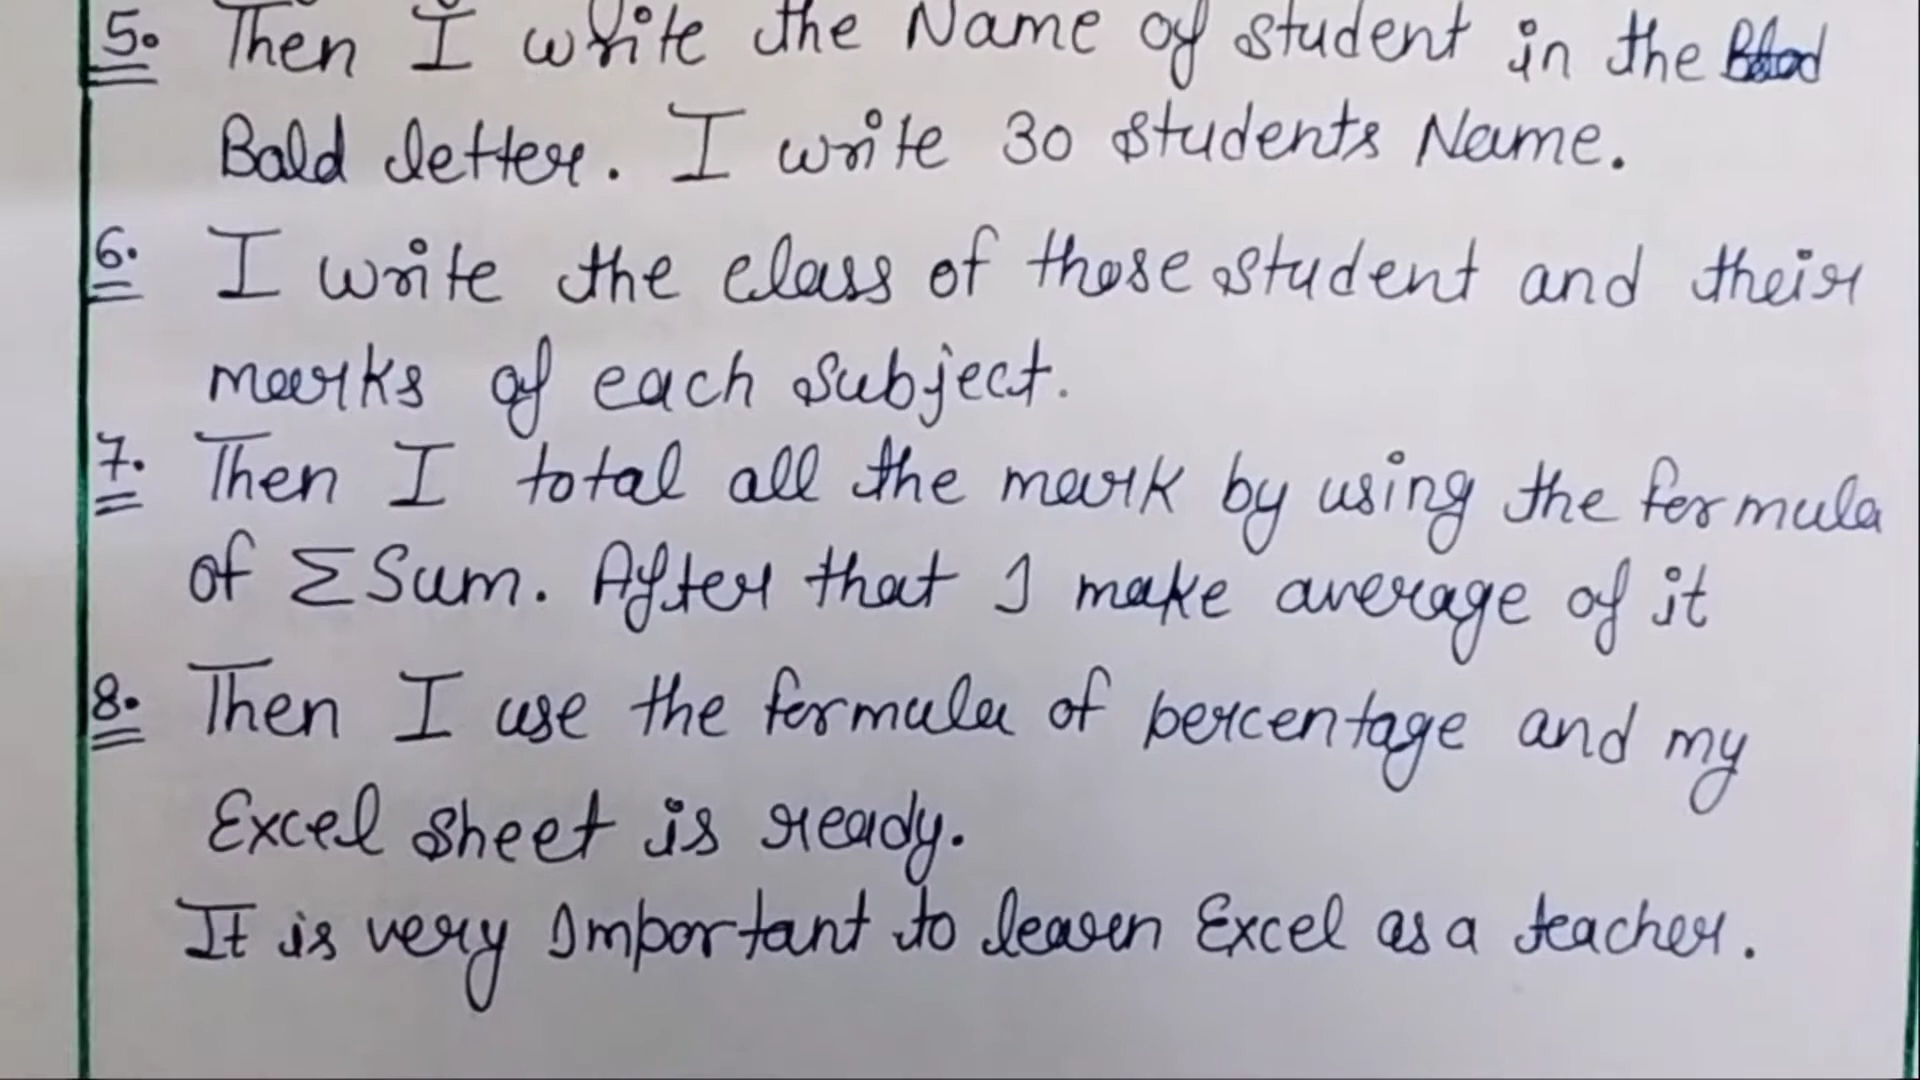 5. Then I write the Name of student in the
Bald letter. I write 30 students Name.
6. I write the class of those student and their
marks of each subject.
7. Then I total all the mark by using the formula
of ΣSum. After that I make average of it
8. Then I use the formula of percentage and my
Excel sheet is ready.
It is very Important to learn Excel as a teacher.